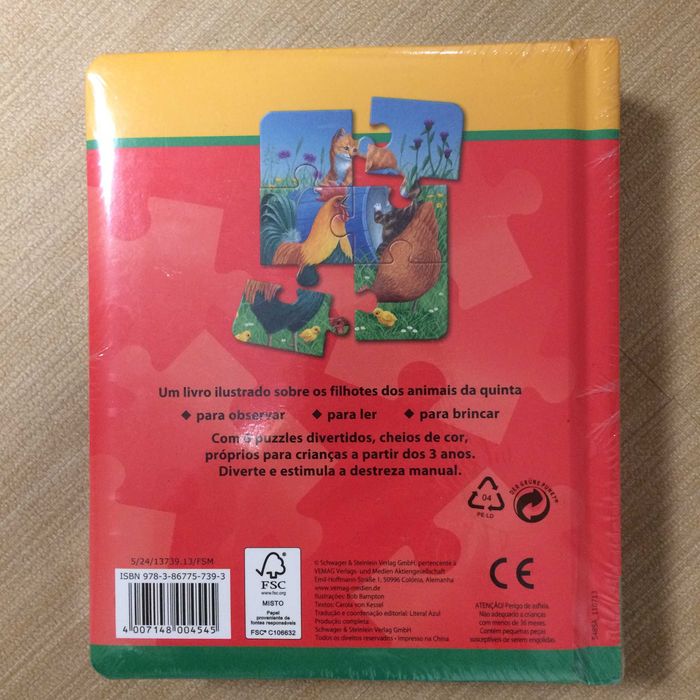 Um livro ilustrado sobre os filhotes dos animais da quinta
◆ para observar ◆ para ler ◆ para brincar
Com 6 puzzles divertidos, cheios de cor,
próprios para crianças a partir dos 3 anos.
Diverte e estimula a destreza manual.
04
PE-LD
DER GRÜNE PUNKT
5/24/13739.13/FSM
ISBN 978-3-86775-739-3
4 007148 004545
FSC
www.fsc.org
MISTO
Papel
proveniente de
fontes responsáveis
FSC® C106632
© Schwager & Steinlein Verlag GmbH, pertencente à
VEMAG Verlags- und Medien Aktiengesellschaft
Emil-Hoffmann-Straße 1, 50996 Colónia, Alemanha
www.vemag-medien.de
Ilustrações: Bob Bampton
Textos: Carola von Kessel
Tradução e coordenação editorial: Literal Azul
Produção completa:
Schwager & Steinlein Verlag GmbH
Todos os direitos reservados • Impresso na China
CE
ATENÇÃO! Perigo de asfixia.
Não adequado a crianças
com menos de 36 meses.
Contém pequenas peças
susceptíveis de serem engolidas.